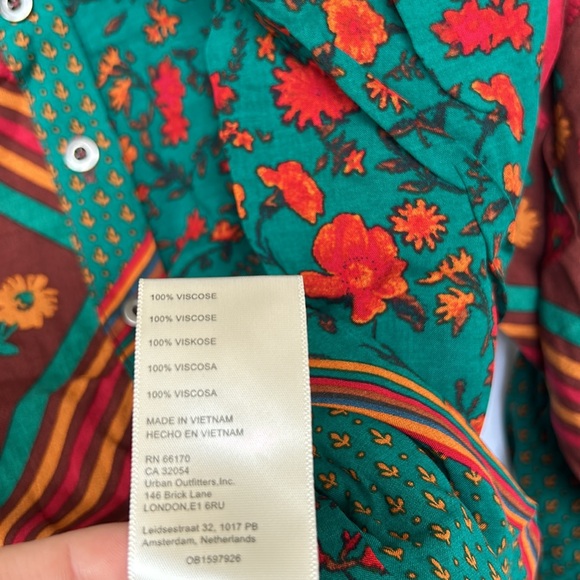 100% VISCOSE
100% VISCOSE
100% VISKOSE
100% VISCOSA
100% VISCOSA
MADE IN VIETNAM
HECHO EN VIETNAM
RN 66170
CA 32054
Urban Outfitters,Inc.
146 Brick Lane
LONDON,E1 6RU
Leidsestraat 32, 1017 PB
Amsterdam, Netherlands
OB1597926